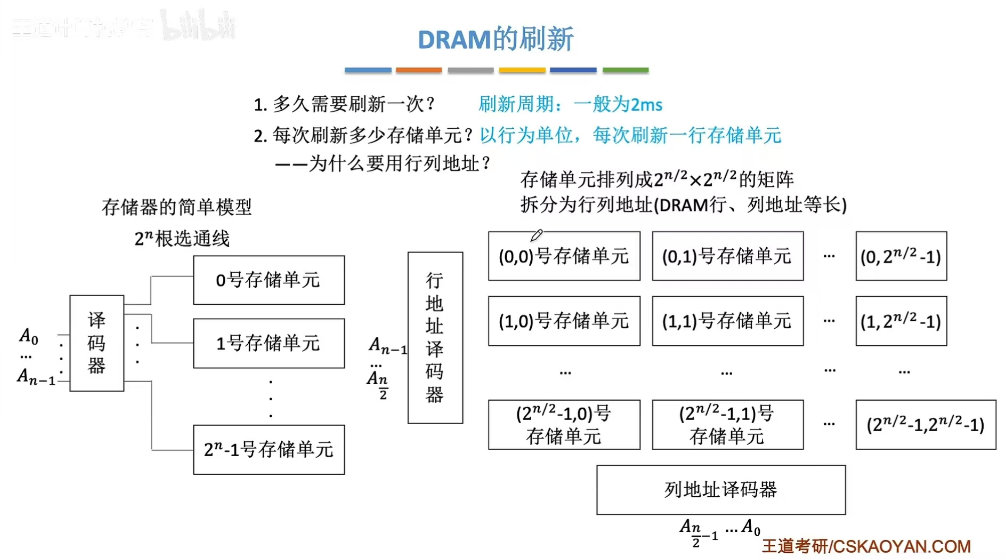 DRAM的刷新
1. 多久需要刷新一次? 刷新周期：一般为2ms
2. 每次刷新多少存储单元? 以行为单位，每次刷新一行存储单元
——为什么要用行列地址?
存储单元排列成2^{n/2}×2^{n/2}的矩阵
拆分为行列地址(DRAM行、列地址等长)
存储器的简单模型
2^n根选通线
译码器
A_0
...
A_{n-1}
0号存储单元
1号存储单元
2^n-1号存储单元
行地址译码器
A_{n-1}
...
A_{n/2}
(0,0)号存储单元 (0,1)号存储单元 ... (0, 2^{n/2}-1)
(1,0)号存储单元 (1,1)号存储单元 ... (1, 2^{n/2}-1)
... ... ... ...
(2^{n/2}-1,0)号存储单元 (2^{n/2}-1,1)号存储单元 ... (2^{n/2}-1,2^{n/2}-1)
列地址译码器
A_{n/2-1} ... A_0
王道考研/CSKAOYAN.COM
bilibili